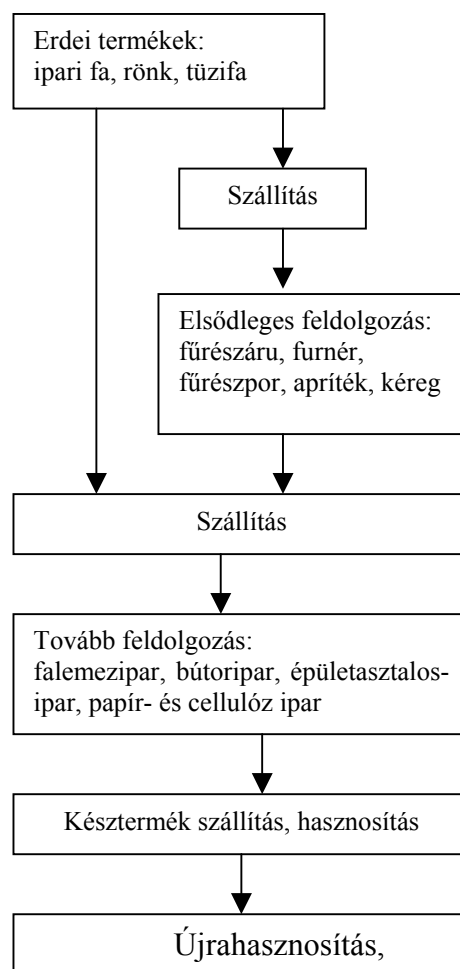 Erdei termékek:
ipari fa, rönk, tüzifa
Szállítás
Elsődleges feldolgozás:
fűrészáru, furnér,
fűrészpor, apríték, kéreg
Szállítás
Tovább feldolgozás:
falemezipar, bútoripar, épületasztalos-
ipar, papír- és cellulóz ipar
Késztermék szállítás, hasznosítás
Újrahasznosítás,